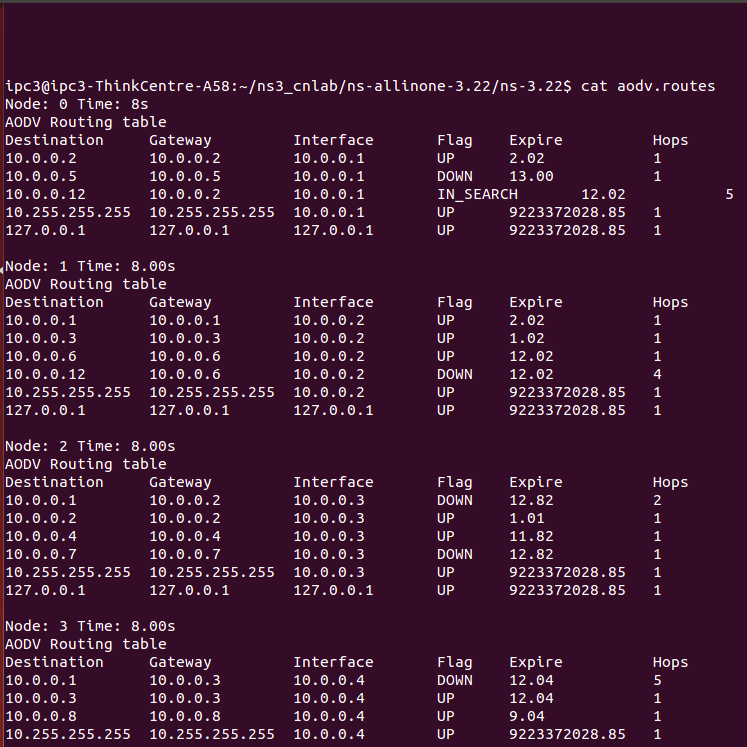 ipc3@ipc3-ThinkCentre-A58:~/ns3_cnlab/ns-allinone-3.22/ns-3.22$ cat aodv.routes
Node: 0 Time: 8s
AODV Routing table
Destination Gateway Interface Flag Expire Hops
10.0.0.2 10.0.0.2 10.0.0.1 UP 2.02 1
10.0.0.5 10.0.0.5 10.0.0.1 DOWN 13.00 1
10.0.0.12 10.0.0.2 10.0.0.1 IN_SEARCH 12.02 5
10.255.255.255 10.255.255.255 10.0.0.1 UP 9223372028.85 1
127.0.0.1 127.0.0.1 127.0.0.1 UP 9223372028.85 1
Node: 1 Time: 8.00s
AODV Routing table
Destination Gateway Interface Flag Expire Hops
10.0.0.1 10.0.0.1 10.0.0.2 UP 2.02 1
10.0.0.3 10.0.0.3 10.0.0.2 UP 1.02 1
10.0.0.6 10.0.0.6 10.0.0.2 UP 12.02 1
10.0.0.12 10.0.0.6 10.0.0.2 DOWN 12.02 4
10.255.255.255 10.255.255.255 10.0.0.2 UP 9223372028.85 1
127.0.0.1 127.0.0.1 127.0.0.1 UP 9223372028.85 1
Node: 2 Time: 8.00s
AODV Routing table
Destination Gateway Interface Flag Expire Hops
10.0.0.1 10.0.0.2 10.0.0.3 DOWN 12.82 2
10.0.0.2 10.0.0.2 10.0.0.3 UP 1.01 1
10.0.0.4 10.0.0.4 10.0.0.3 UP 11.82 1
10.0.0.7 10.0.0.7 10.0.0.3 DOWN 12.82 1
10.255.255.255 10.255.255.255 10.0.0.3 UP 9223372028.85 1
127.0.0.1 127.0.0.1 127.0.0.1 UP 9223372028.85 1
Node: 3 Time: 8.00s
AODV Routing table
Destination Gateway Interface Flag Expire Hops
10.0.0.1 10.0.0.3 10.0.0.4 DOWN 12.04 5
10.0.0.3 10.0.0.3 10.0.0.4 UP 12.04 1
10.0.0.8 10.0.0.8 10.0.0.4 UP 9.04 1
10.255.255.255 10.255.255.255 10.0.0.4 UP 9223372028.85 1